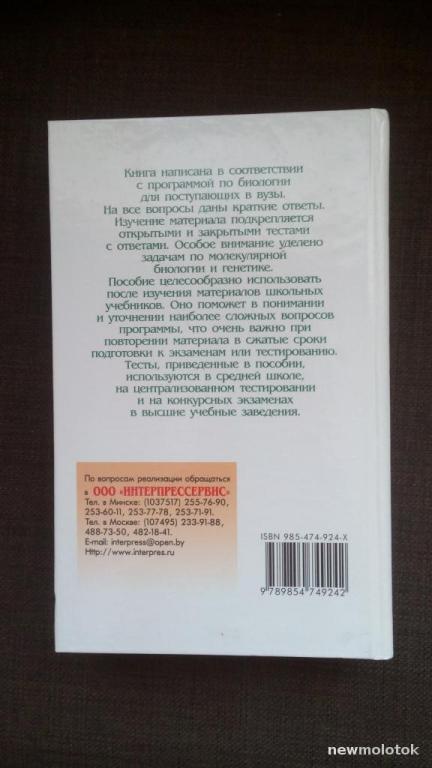 Книга написана в соответствии
с программой по биологии
для поступающих в вузы.
На все вопросы даны краткие ответы.
Изучение материала подкрепляется
открытыми и закрытыми тестами
с ответами. Особое внимание уделено
задачам по молекулярной
биологии и генетике.
Пособие целесообразно использовать
после изучения материалов школьных
учебников. Оно поможет в понимании
и уточнении наиболее сложных вопросов
программы, что очень важно при
повторении материала в сжатые сроки
подготовки к экзаменам или тестированию.
Тесты, приведенные в пособии,
используются в средней школе,
на централизованном тестировании
и на конкурсных экзаменах
в высшие учебные заведения.
По вопросам реализации обращаться
в ООО «ИНТЕРПРЕССЕРВИС»
Тел. в Минске: (1037517) 255-76-90,
253-60-11, 253-77-78, 253-71-91.
Тел. в Москве: (107495) 233-91-88,
488-73-50, 482-18-41.
E-mail: interpress@open.by
Http://www.interpres.ru
ISBN 985-474-924-X
9 789854 749242
newmolotok